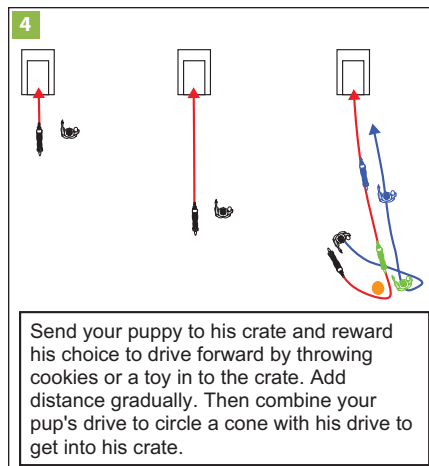 4
Send your puppy to his crate and reward
his choice to drive forward by throwing
cookies or a toy in to the crate. Add
distance gradually. Then combine your
pup's drive to circle a cone with his drive to
get into his crate.